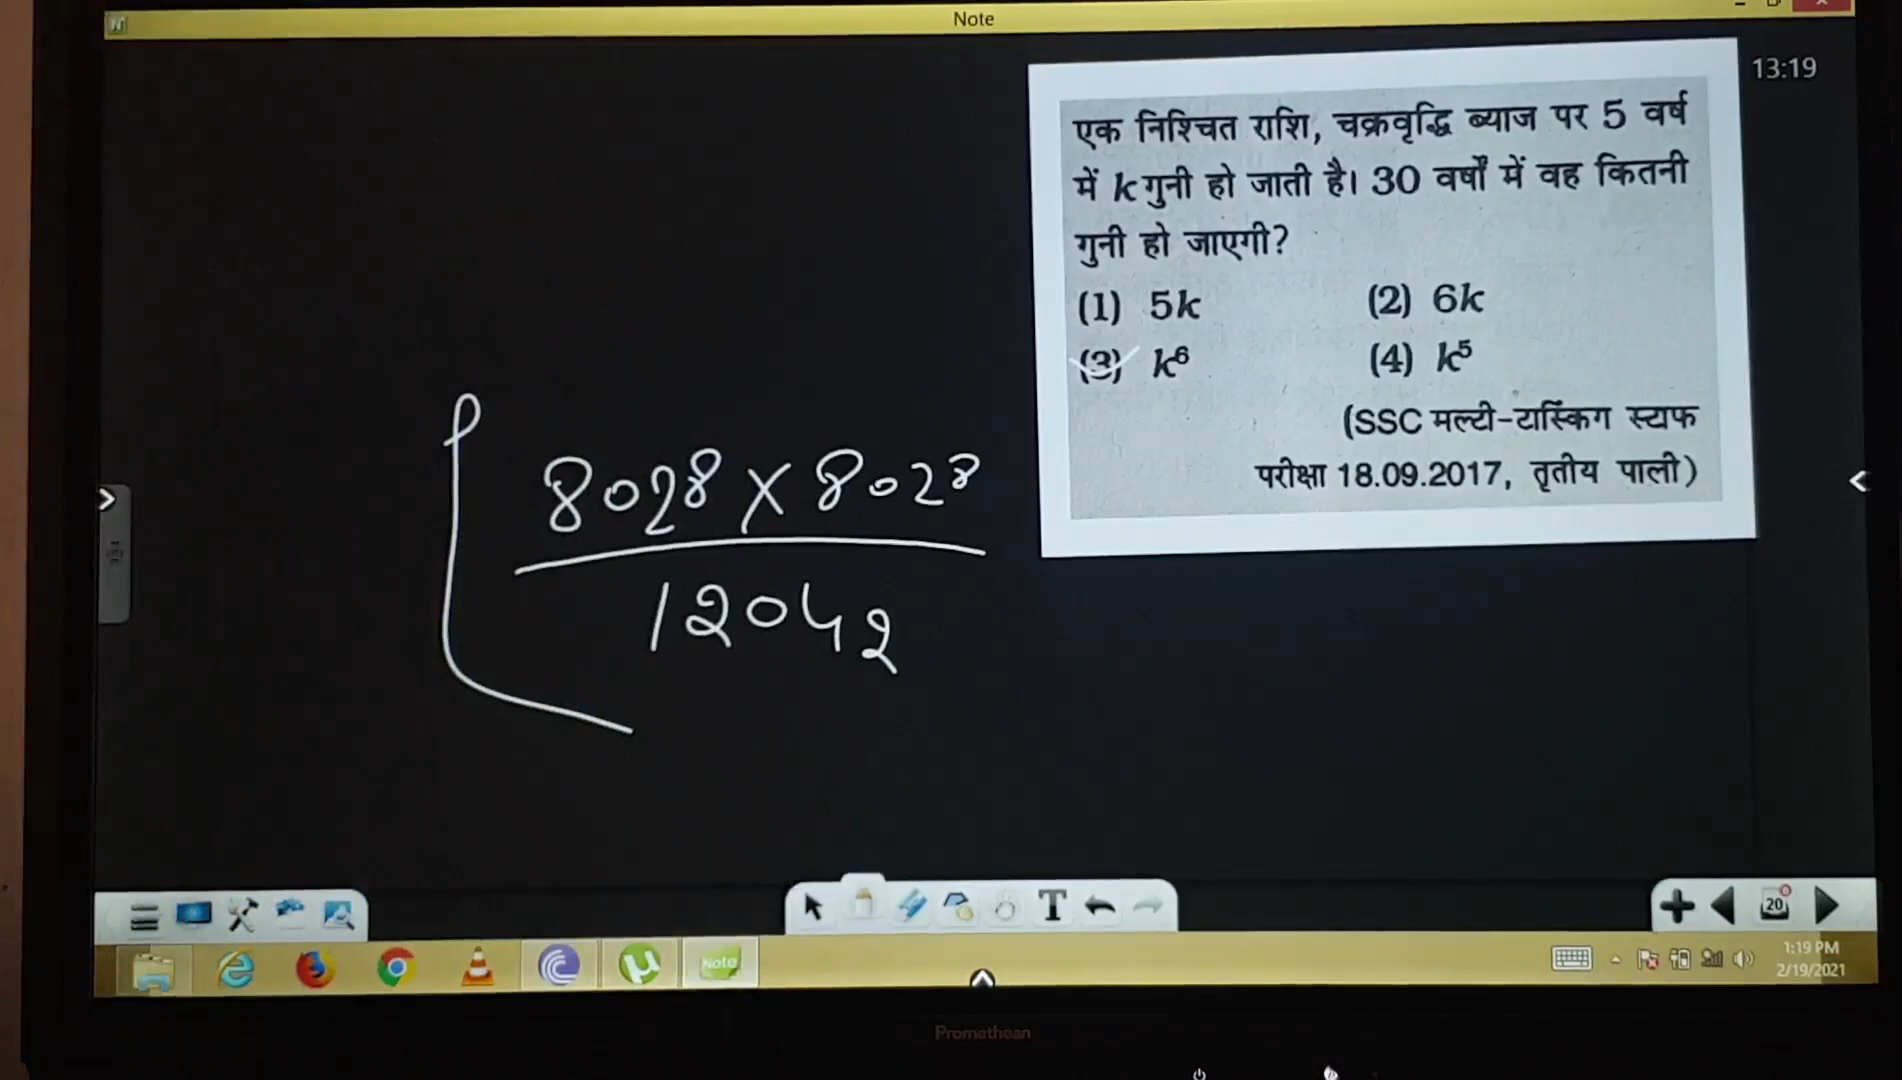 Note
13:19
एक निश्चित राशि, चक्रवृद्धि ब्याज पर 5 वर्ष
में k गुनी हो जाती है। 30 वर्षों में वह कितनी
गुनी हो जाएगी?
(1) 5k (2) 6k
(3) k⁶ (4) k⁵
(SSC मल्टी-टास्किंग स्टाफ
परीक्षा 18.09.2017, तृतीय पाली)
8028 × 8028
12042
T
20
Note
1:19 PM
2/19/2021
Promethean